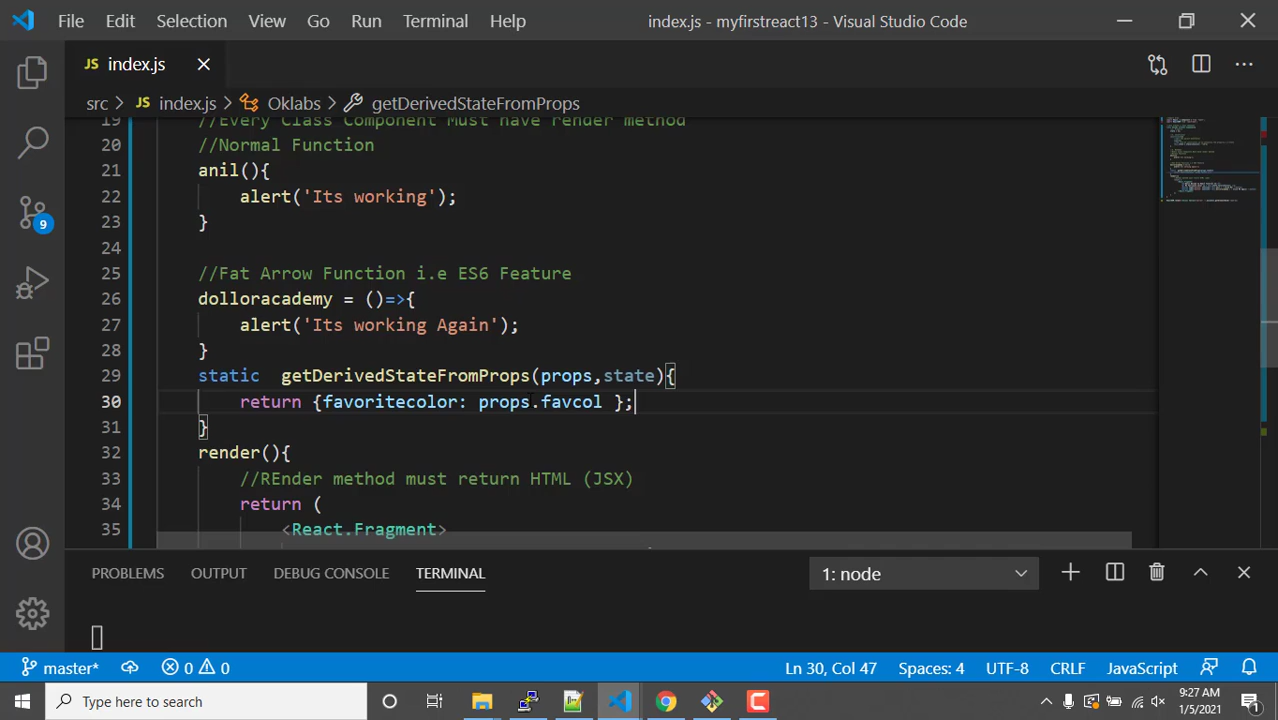 File Edit Selection View Go Run Terminal Help index.js - myfirstreact13 - Visual Studio Code
JS index.js
src > JS index.js > Oklabs > getDerivedStateFromProps
19 //Every Class Component Must have render method
20 //Normal Function
21 anil(){
22 alert('Its working');
23 }
24
25 //Fat Arrow Function i.e ES6 Feature
26 dolloracademy = ()=>{
27 alert('Its working Again');
28 }
29 static getDerivedStateFromProps(props,state){
30 return {favoritecolor: props.favcol };
31 }
32 render(){
33 //REnder method must return HTML (JSX)
34 return (
35 <React.Fragment>
9
PROBLEMS OUTPUT DEBUG CONSOLE TERMINAL 1: node
master* 0 0 Ln 30, Col 47 Spaces: 4 UTF-8 CRLF JavaScript
Type here to search 9:27 AM
1/5/2021 1